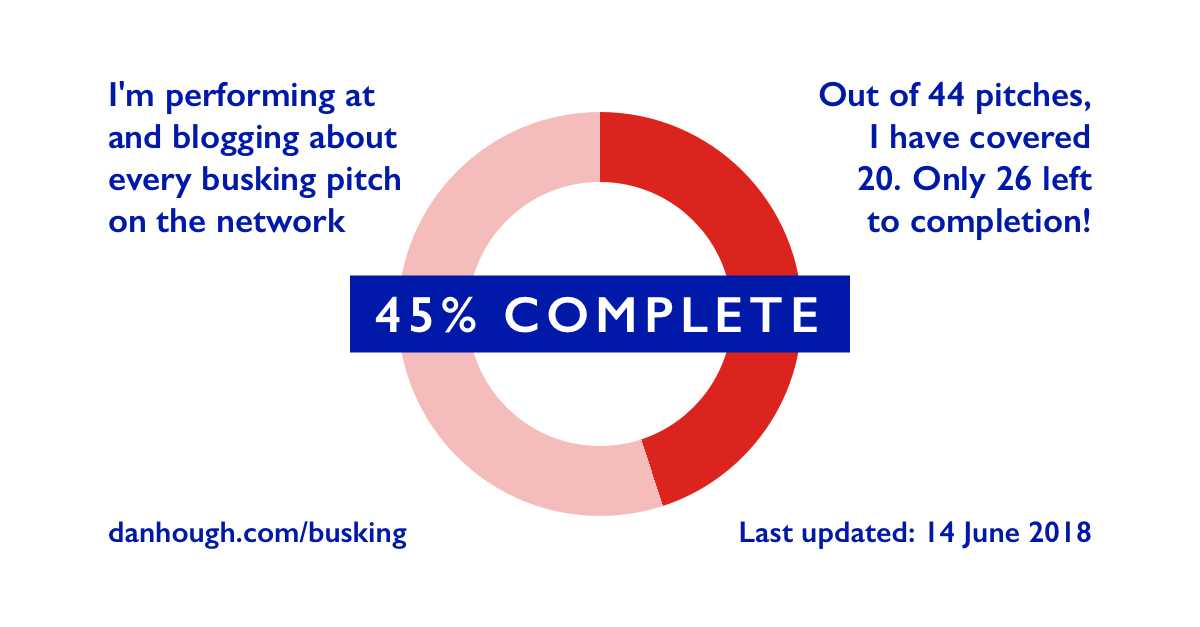 I'm performing at
and blogging about
every busking pitch
on the network
Out of 44 pitches,
I have covered
20. Only 26 left
to completion!
45% COMPLETE
danhough.com/busking
Last updated: 14 June 2018